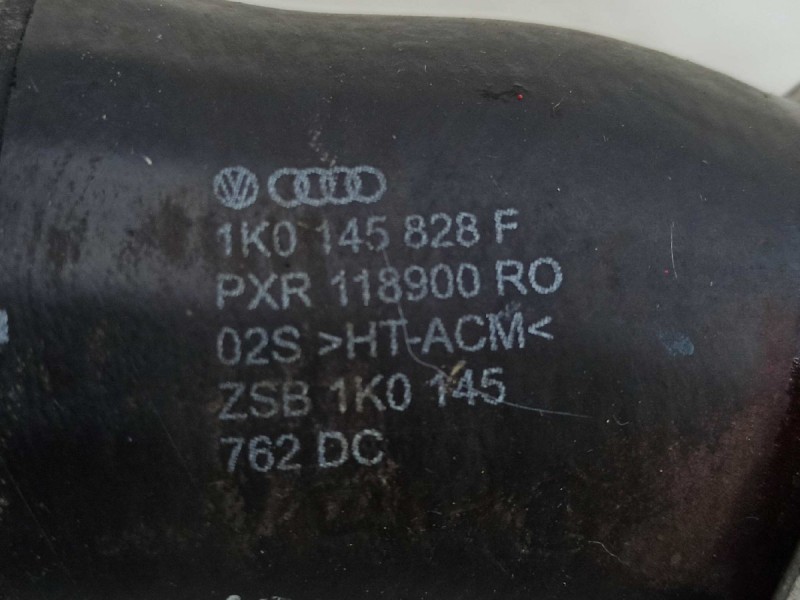 1K0 145 828 F
PXR 118900 RO
02S >HT-ACM<
ZSB 1K0 145
762 DC